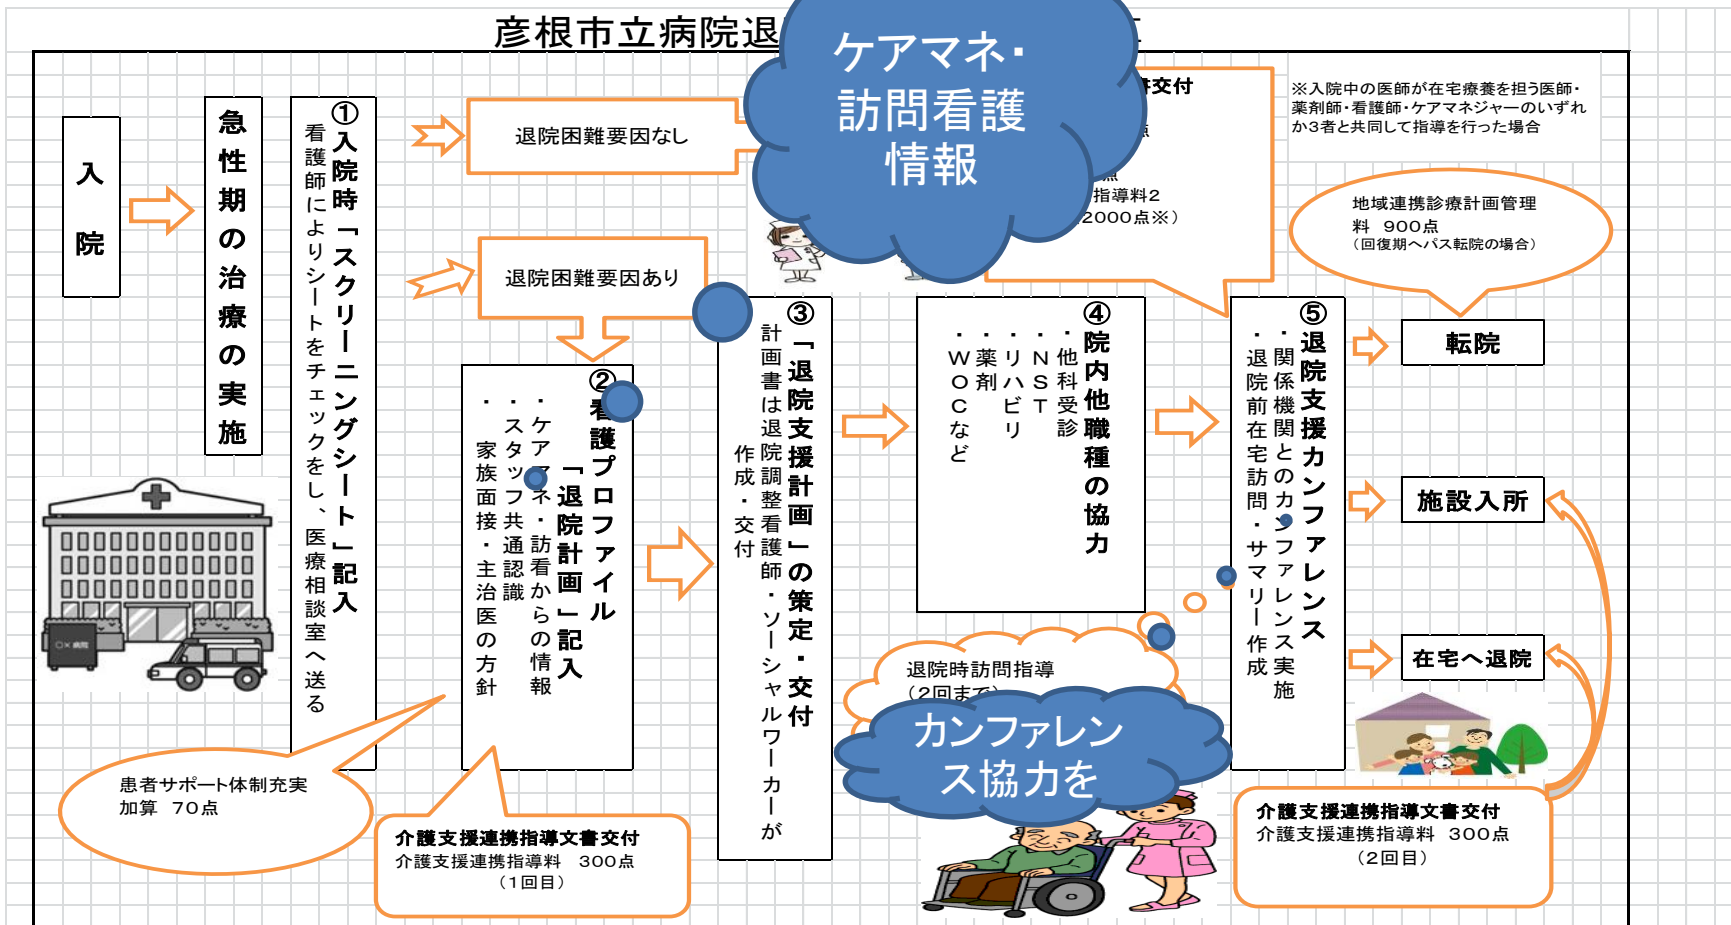 彦根市立病院退
ケアマネ・
訪問看護
情報
入院
急性期の治療の実施
①入院時「スクリーニングシート」記入
看護師によりシートをチェックをし、医療相談室へ送る
退院困難要因なし
退院困難要因あり
交付
点
指導料2
2000点※)
※入院中の医師が在宅療養を担う医師・
薬剤師・看護師・ケアマネジャーのいずれ
か3者と共同して指導を行った場合
地域連携診療計画管理
料 900点
(回復期へパス転院の場合)
②看護プロファイル
「退院計画」記入
・ケアマネ・訪看からの情報
・スタッフ共通認識
・家族面接・主治医の方針
③「退院支援計画」の策定・交付
計画書は退院調整看護師・ソーシャルワーカーが
作成・交付
④院内他職種の協力
・他科受診
・NST
・リハビリ
・薬剤
・WOCなど
⑤退院支援カンファレンス
・関係機関とのカンファレンス実施
・退院前在宅訪問・サマリー作成
転院
施設入所
在宅へ退院
退院時訪問指導
(2回まで)
カンファレン
ス協力を
患者サポート体制充実
加算 70点
介護支援連携指導文書交付
介護支援連携指導料 300点
(1回目)
介護支援連携指導文書交付
介護支援連携指導料 300点
(2回目)
○×病院